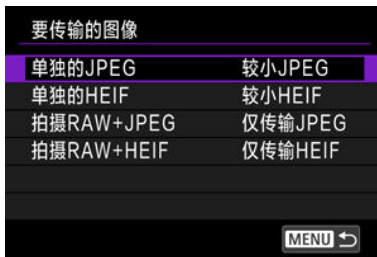 要传输的图像
单独的JPEG 较小JPEG
单独的HEIF 较小HEIF
拍摄RAW+JPEG 仅传输JPEG
拍摄RAW+HEIF 仅传输HEIF
MENU